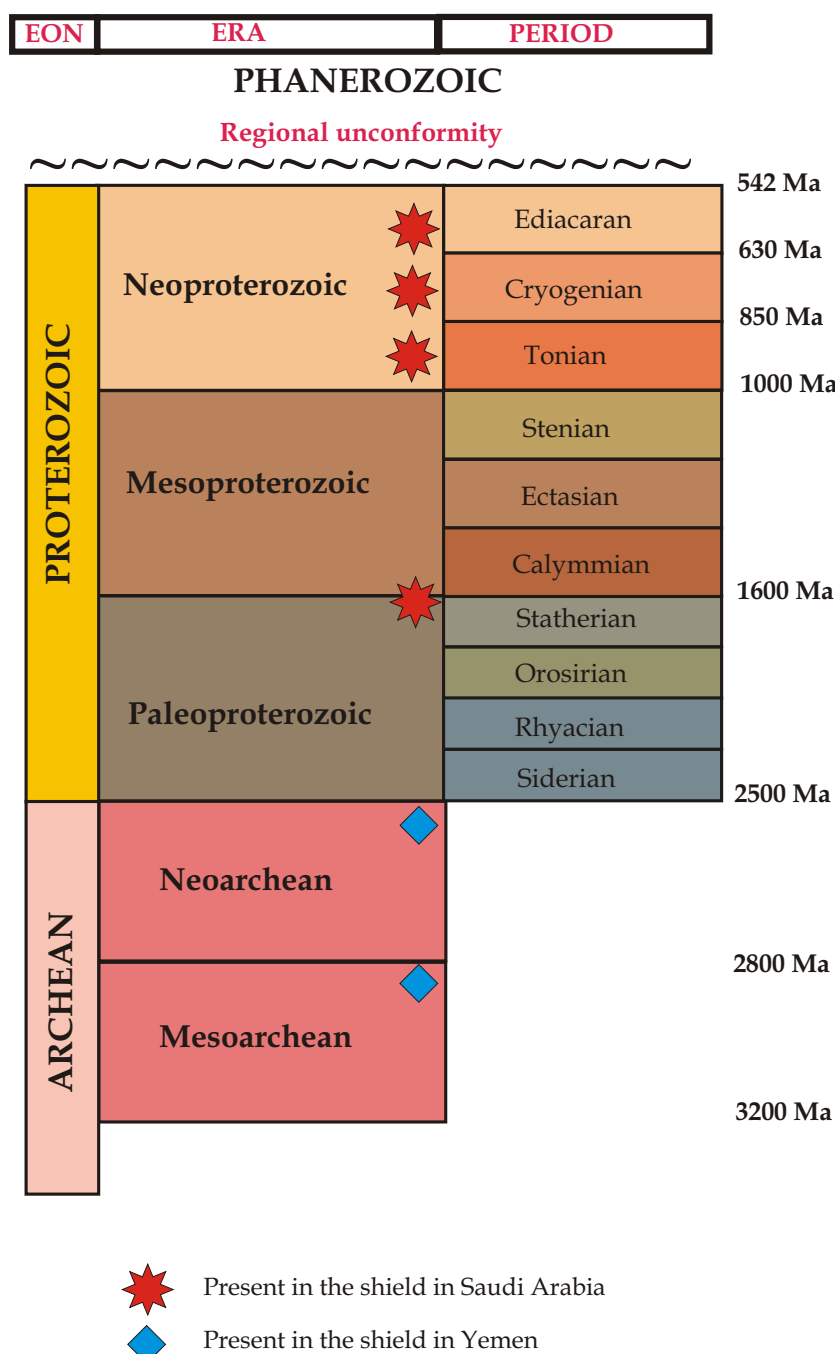 EON ERA PERIOD
PHANEROZOIC
Regional unconformity
542 Ma
Ediacaran
630 Ma
Neoproterozoic
Cryogenian
850 Ma
Tonian
1000 Ma
PROTEROZOIC
Stenian
Mesoproterozoic
Ectasian
Calymmian
1600 Ma
Statherian
Orosirian
Paleoproterozoic
Rhyacian
Siderian
2500 Ma
ARCHEAN
Neoarchean
2800 Ma
Mesoarchean
3200 Ma
Present in the shield in Saudi Arabia
Present in the shield in Yemen